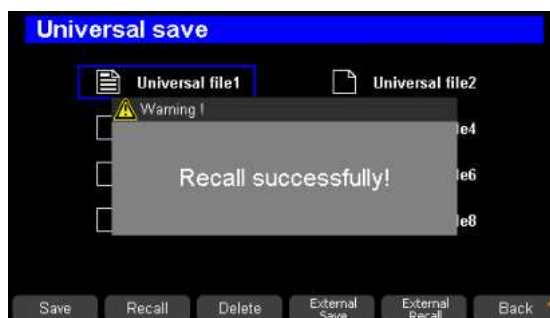 Universal save
Universal file1
Universal file2
Warning !
le4
Recall successfully!
le6
le8
Save
Recall
Delete
External
Save
External
Recall
Back